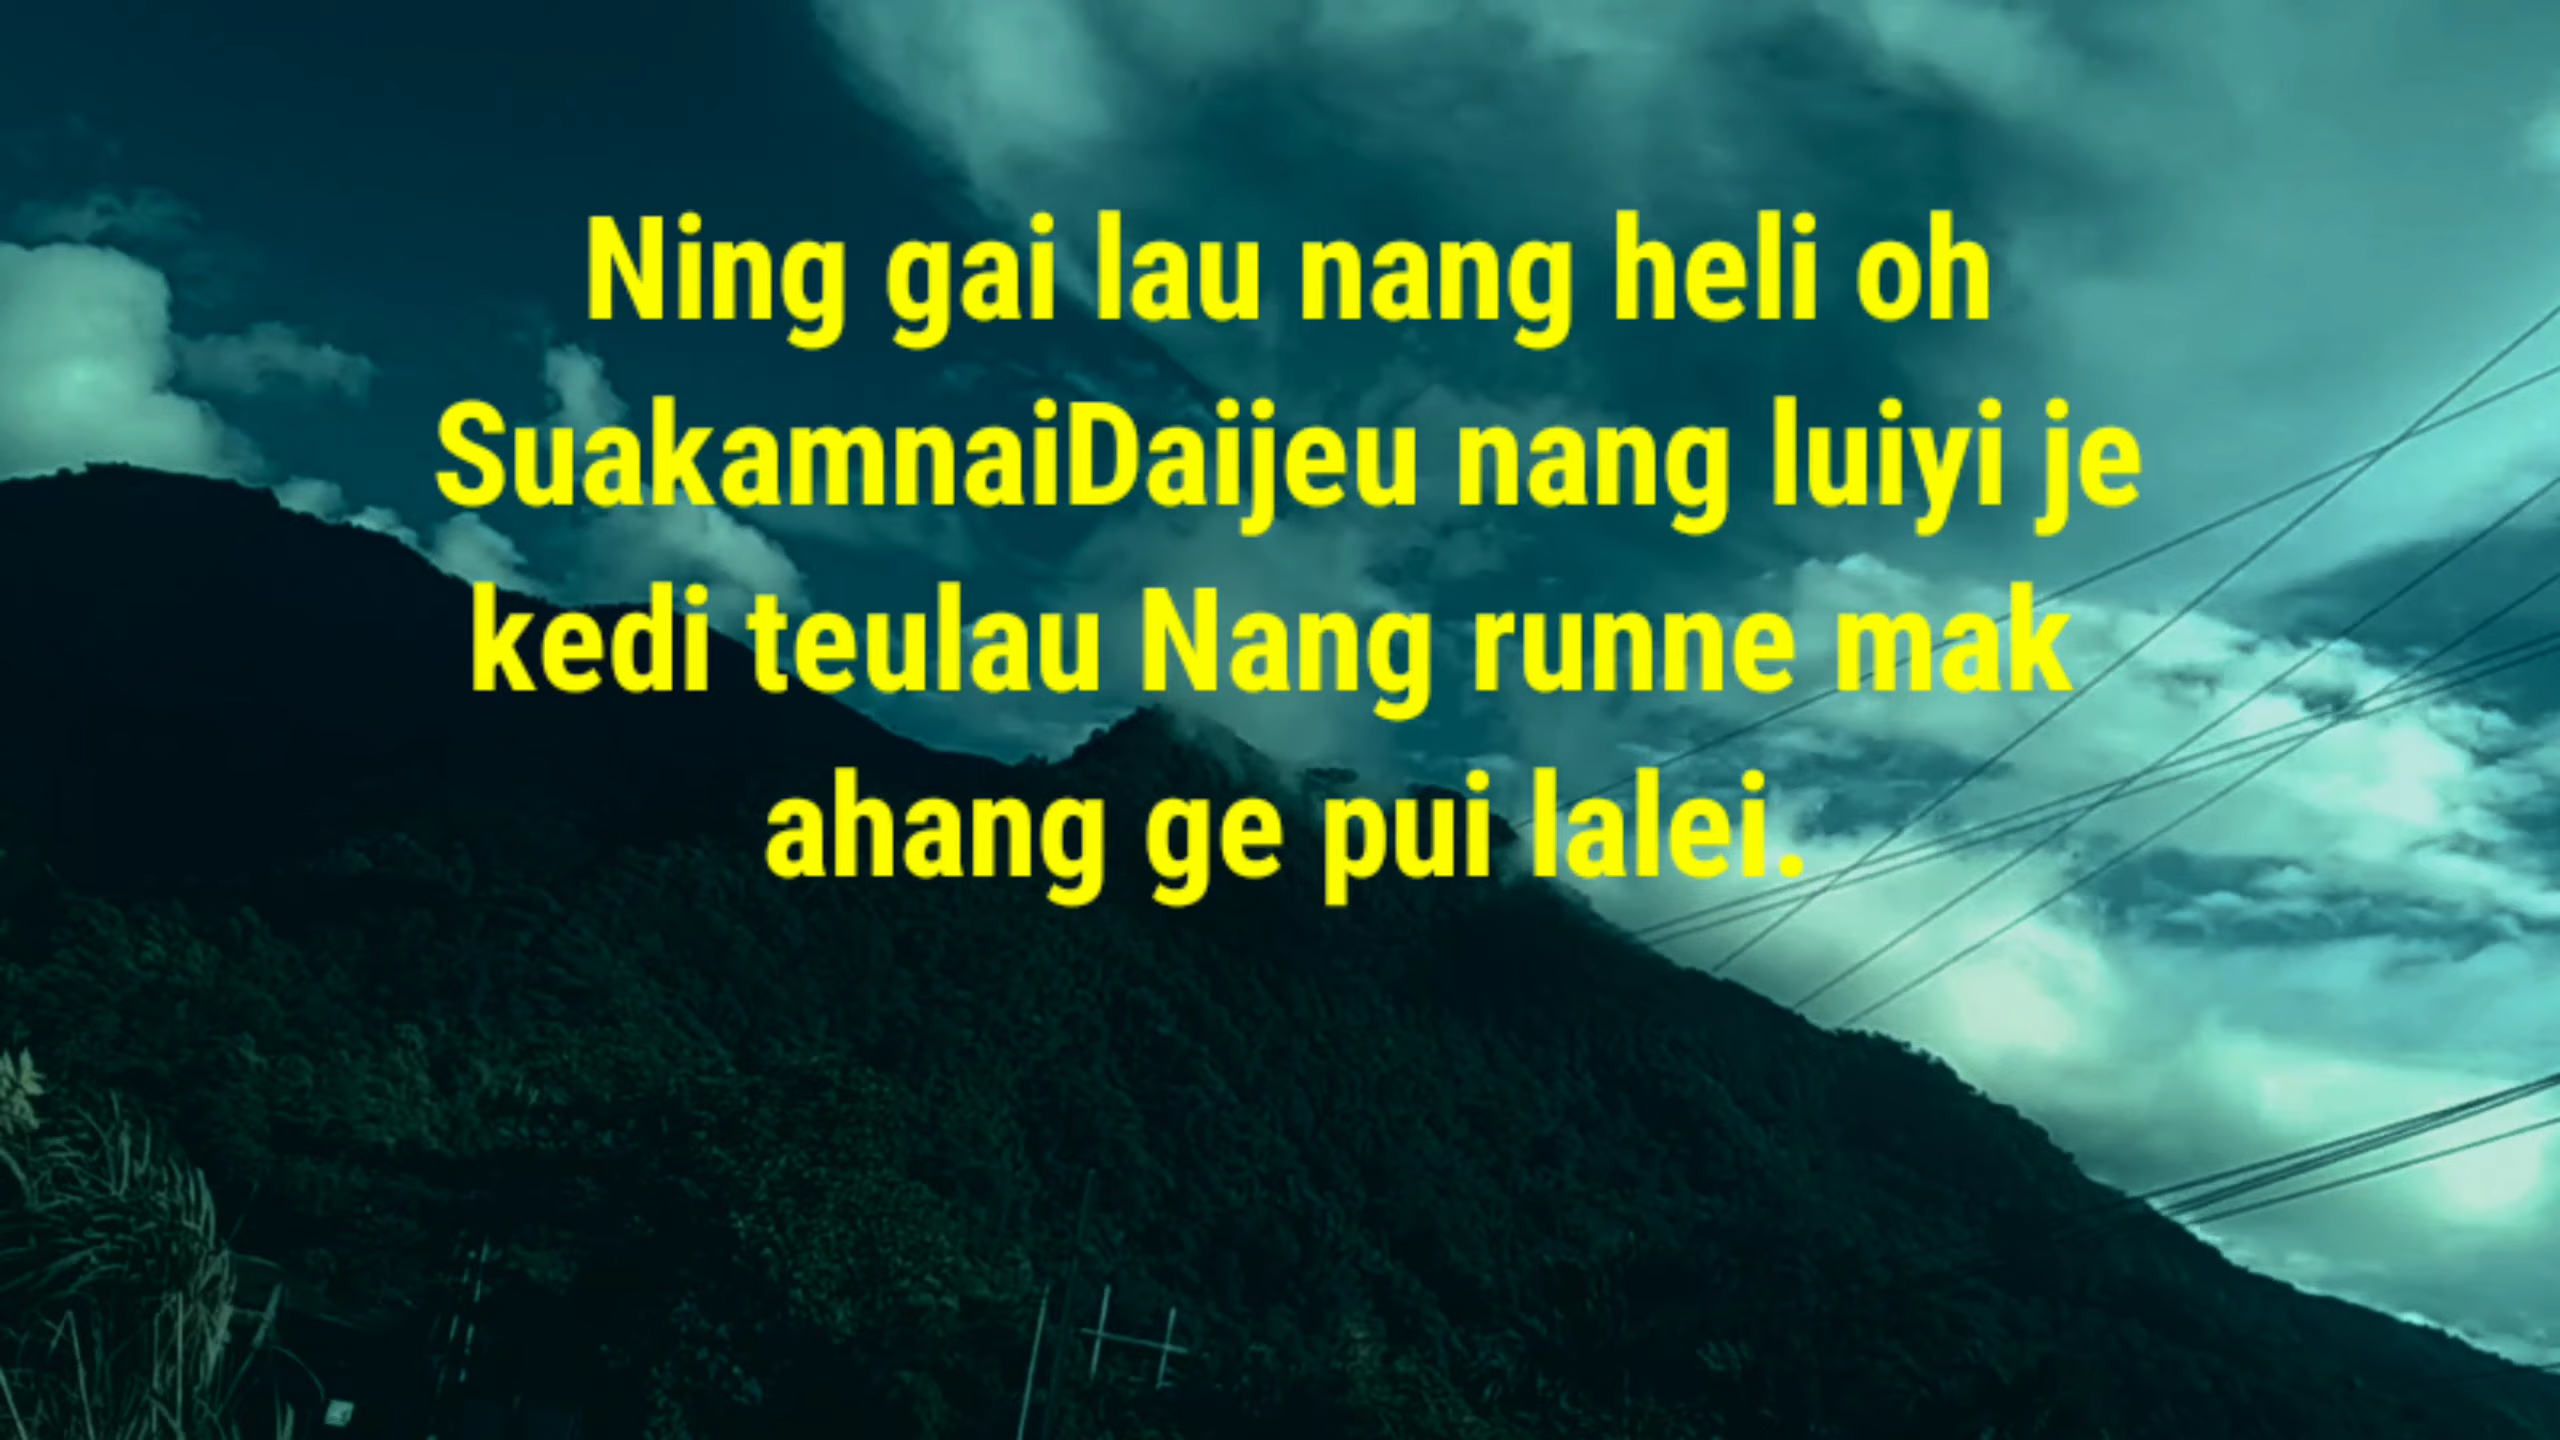 Ning gai lau nang heli oh
SuakamnaiDaijeu nang luiyi je
kedi teulau Nang runne mak
ahang ge pui lalei.